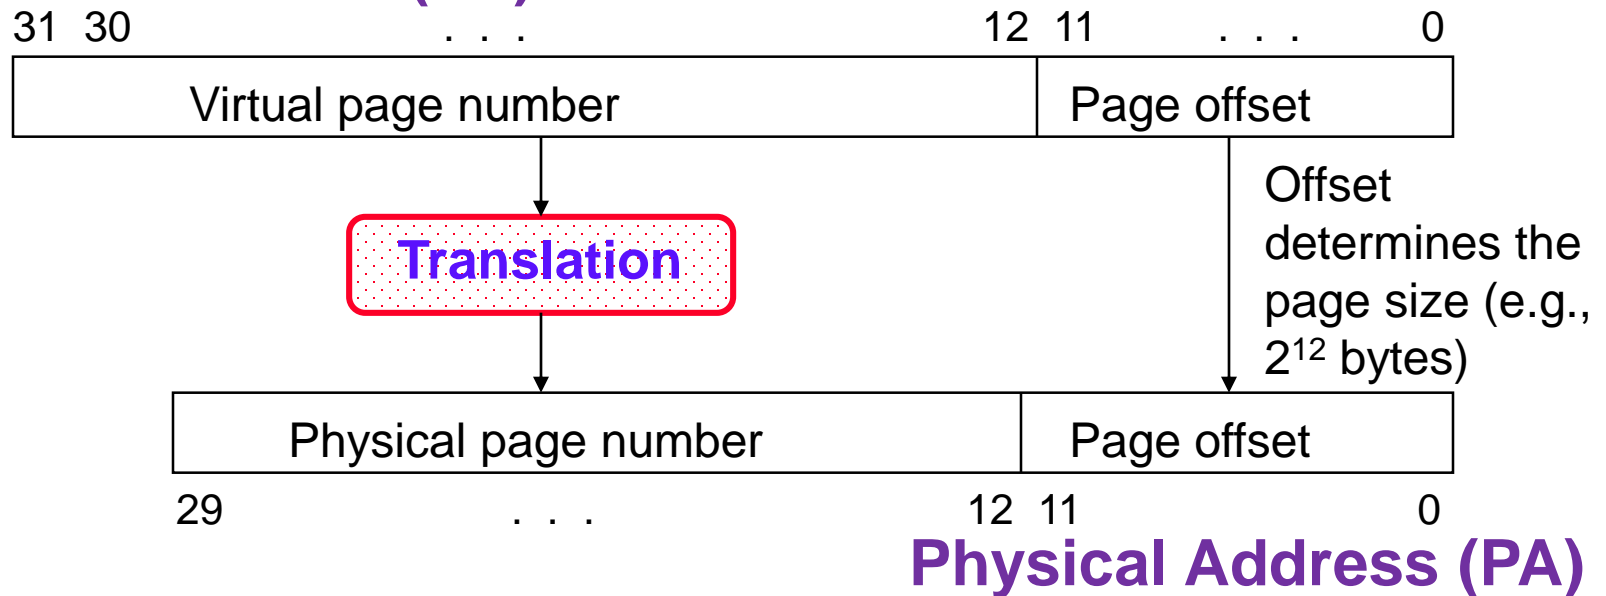 31 30 . . . 12 11 . . . 0
Virtual page number Page offset
Translation
Offset
determines the
page size (e.g.,
2¹² bytes)
Physical page number Page offset
29 . . . 12 11 0
Physical Address (PA)